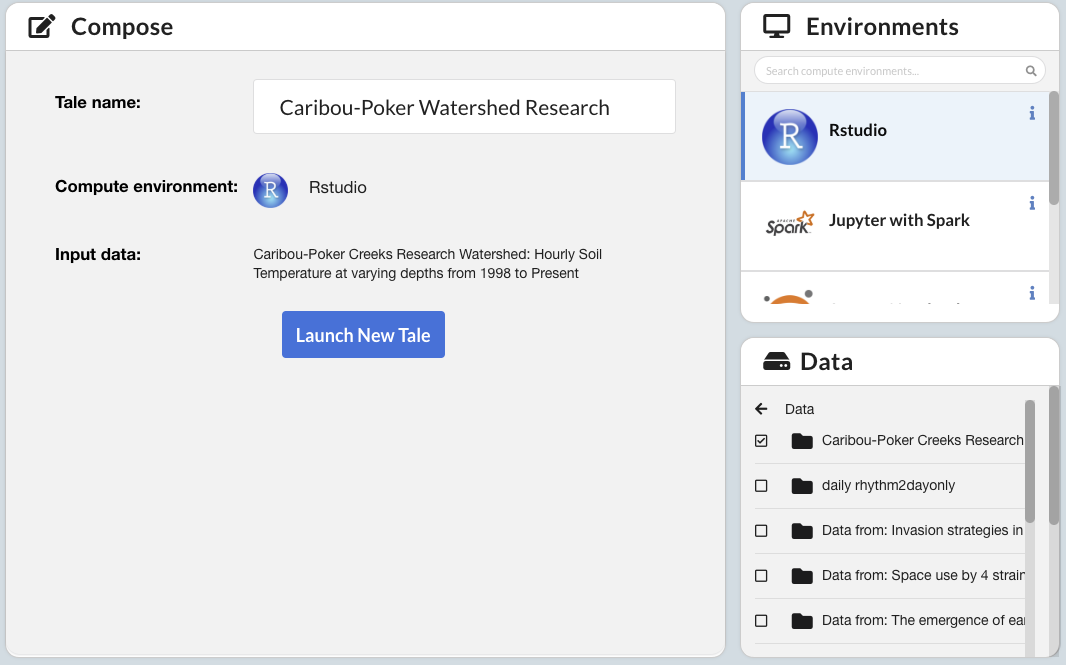 Compose
Tale name:
Caribou-Poker Watershed Research
Compute environment:
R
Rstudio
Input data:
Caribou-Poker Creeks Research Watershed: Hourly Soil
Temperature at varying depths from 1998 to Present
Launch New Tale
Environments
Search compute environments...
R
Rstudio
i
APACHE
Spark
Jupyter with Spark
i
i
Data
Data
Caribou-Poker Creeks Research
daily rhythm2dayonly
Data from: Invasion strategies in
Data from: Space use by 4 strain
Data from: The emergence of ear